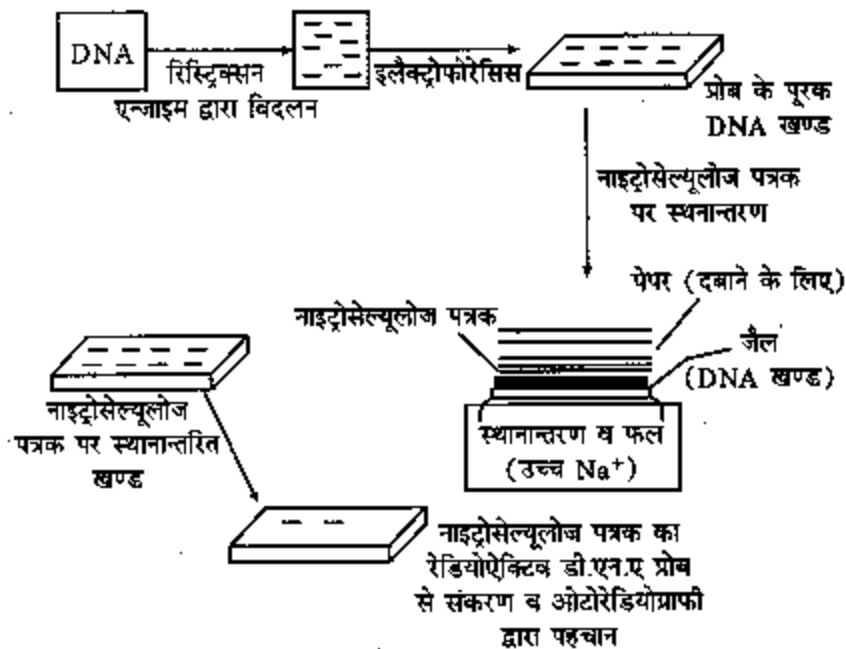 DNA
रिस्ट्रिक्सन
एन्जाइम द्वारा विदलन
इलैक्ट्रोफोरेसिस
प्रोब के पूरक
DNA खण्ड
नाइट्रोसेल्यूलोज पत्रक
पर स्थनान्तरण
पेपर (दबाने के लिए)
नाइट्रोसेल्यूलोज पत्रक
जैल
(DNA खण्ड)
स्थानान्तरण व फल
(उच्च Na⁺)
नाइट्रोसेल्यूलोज
पत्रक पर स्थानान्तरित
खण्ड
नाइट्रोसेल्यूलोज पत्रक का
रेडियोऐक्टिव डी.एन.ए प्रोब
से संकरण व ओटोरेडियोग्राफी
द्वारा पहचान